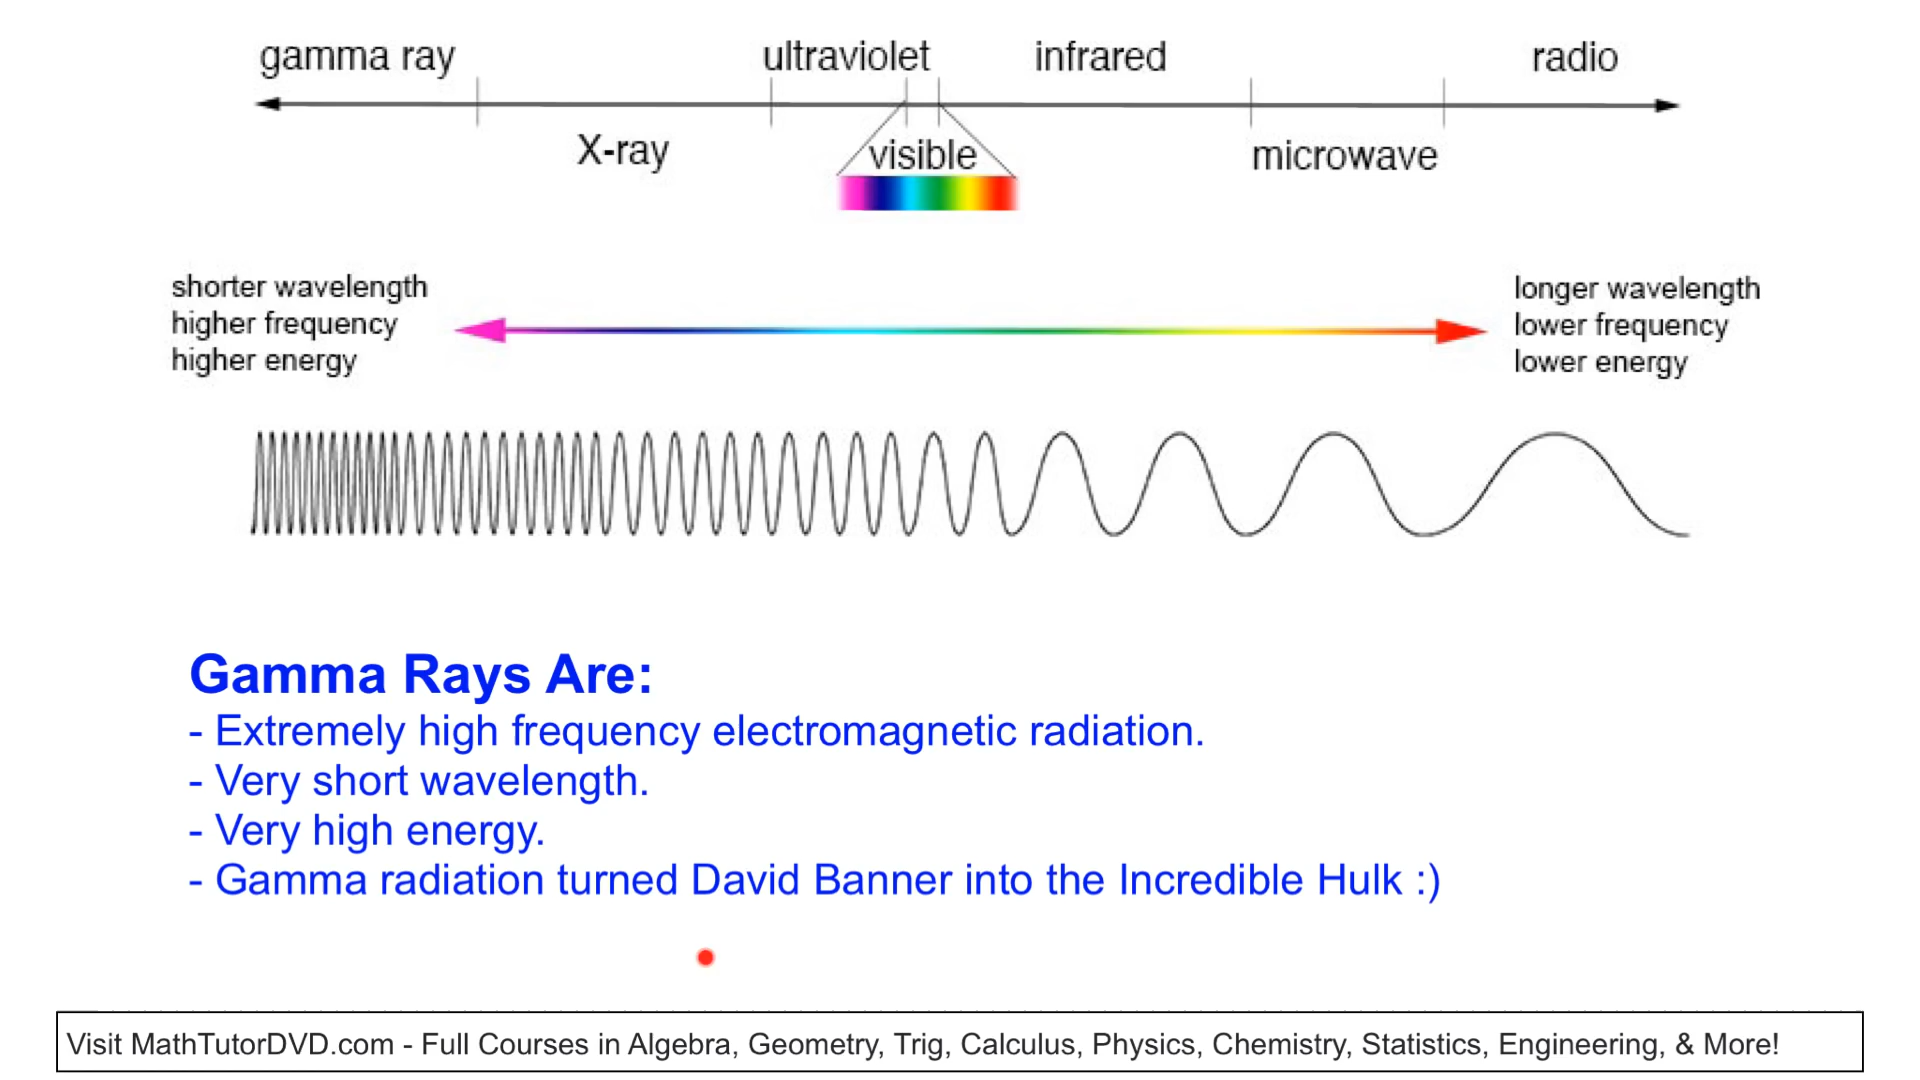 gamma ray
ultraviolet
infrared
radio
X-ray
visible
microwave
shorter wavelength
higher frequency
higher energy
longer wavelength
lower frequency
lower energy
Gamma Rays Are:
- Extremely high frequency electromagnetic radiation.
- Very short wavelength.
- Very high energy.
- Gamma radiation turned David Banner into the Incredible Hulk :)
Visit MathTutorDVD.com - Full Courses in Algebra, Geometry, Trig, Calculus, Physics, Chemistry, Statistics, Engineering, & More!